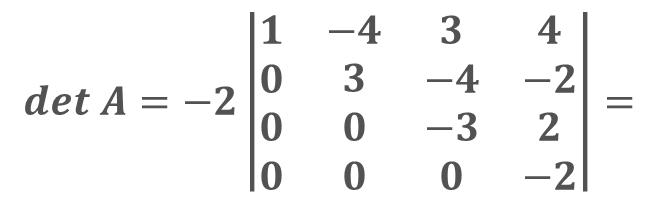 det A = -2 | 1 -4 3 4 |
| 0 3 -4 -2 |
| 0 0 -3 2 |
| 0 0 0 -2 | =